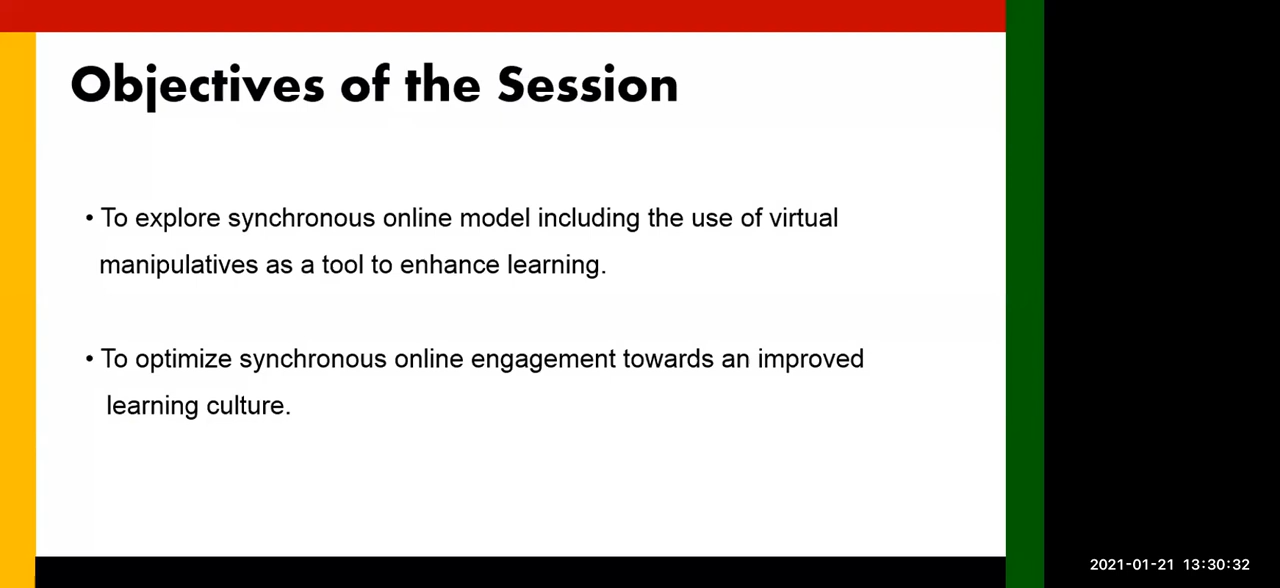 Objectives of the Session
• To explore synchronous online model including the use of virtual
manipulatives as a tool to enhance learning.
• To optimize synchronous online engagement towards an improved
learning culture.
2021-01-21 13:30:32